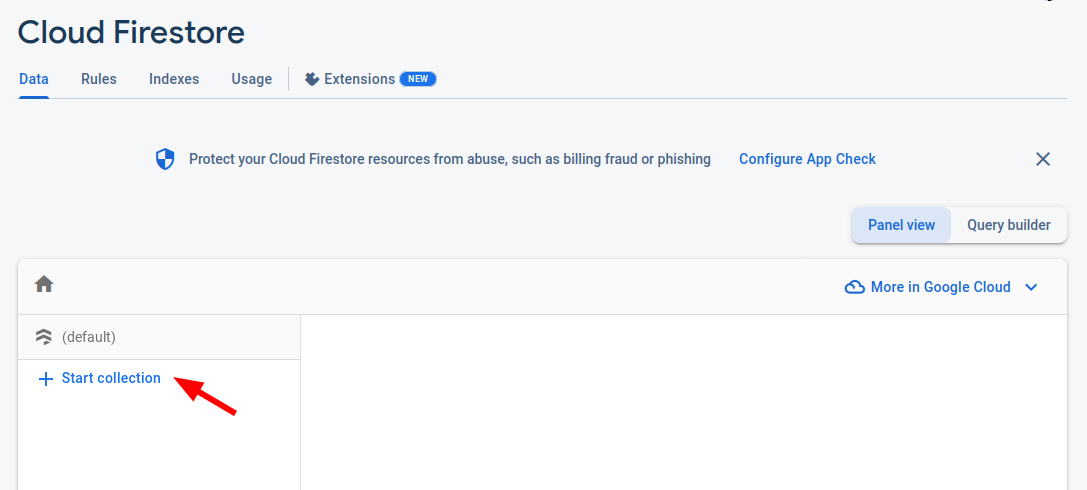 Cloud Firestore
Data Rules Indexes Usage Extensions NEW
Protect your Cloud Firestore resources from abuse, such as billing fraud or phishing Configure App Check
Panel view Query builder
More in Google Cloud
(default)
+ Start collection